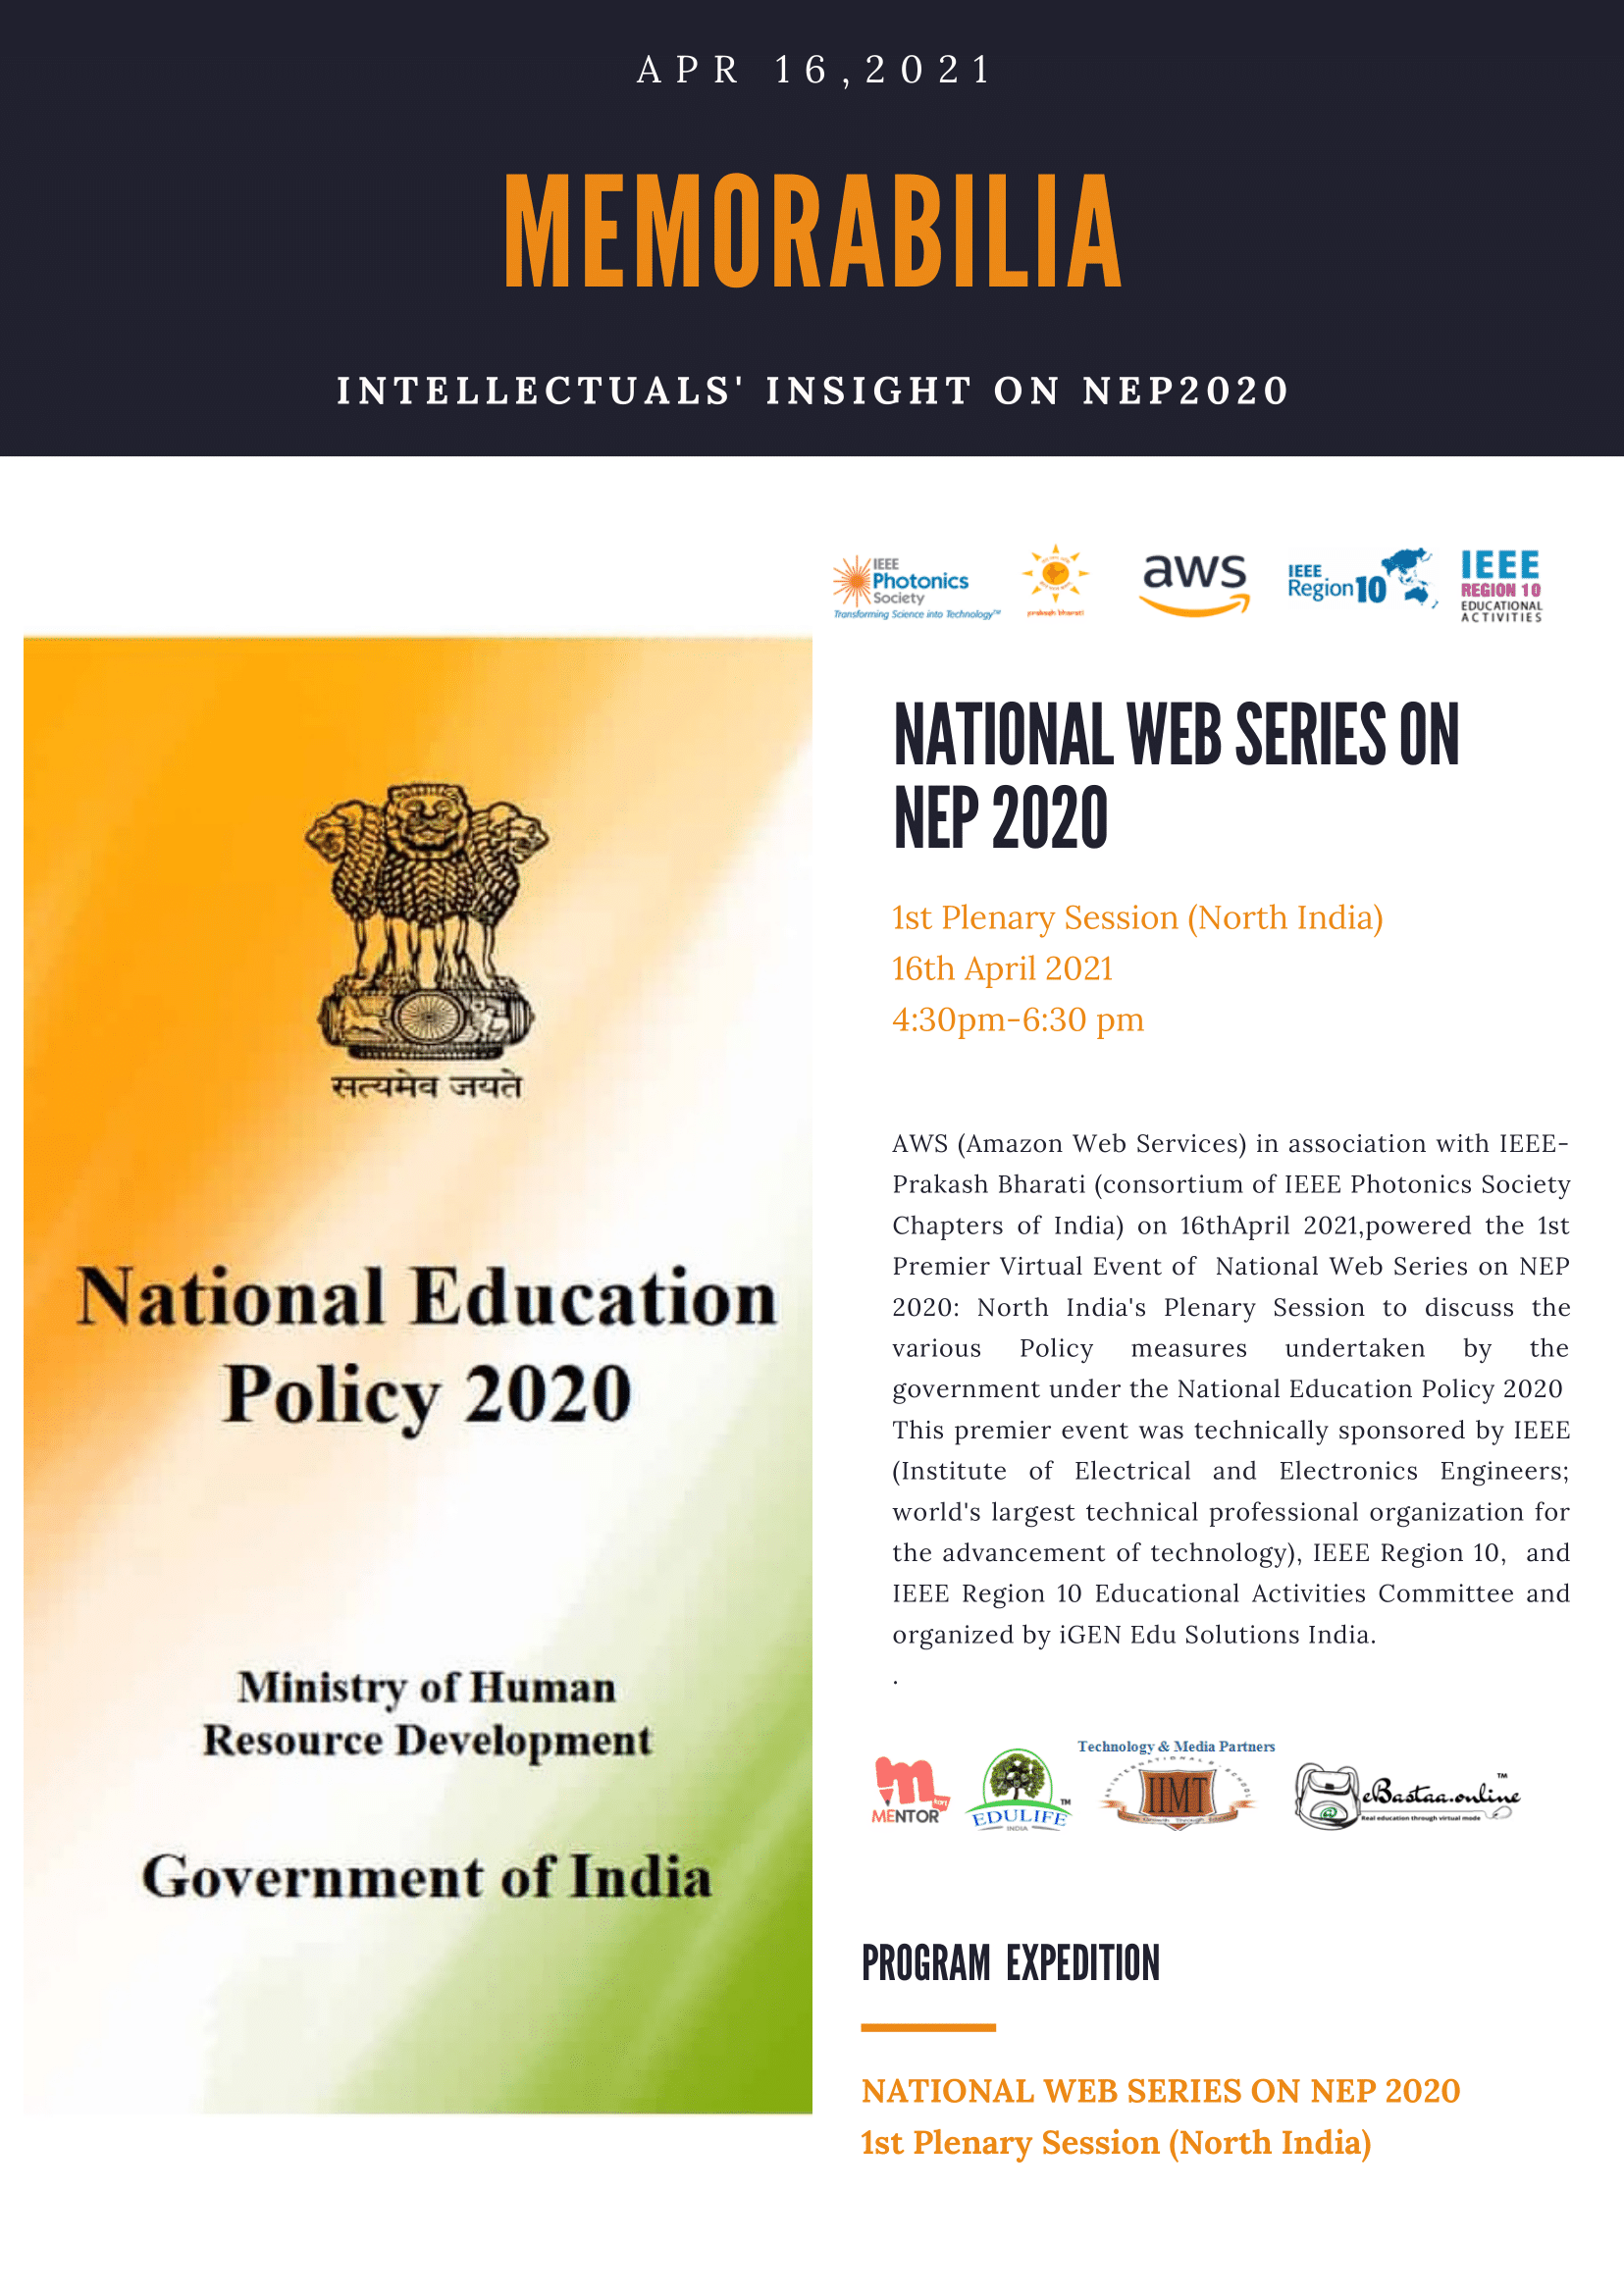 APR 16,2021
MEMORABILIA
INTELLECTUALS' INSIGHT ON NEP2020
IEEE
Photonics
Society
Transforming Science into Technology™
prakash bharati
aws
IEEE
Region 10
IEEE
REGION 10
EDUCATIONAL
ACTIVITIES
सत्यमेव जयते
National Education
Policy 2020
Ministry of Human
Resource Development
Government of India
NATIONAL WEB SERIES ON
NEP 2020
1st Plenary Session (North India)
16th April 2021
4:30pm-6:30 pm
AWS (Amazon Web Services) in association with IEEE-
Prakash Bharati (consortium of IEEE Photonics Society
Chapters of India) on 16thApril 2021,powered the 1st
Premier Virtual Event of National Web Series on NEP
2020: North India's Plenary Session to discuss the
various Policy measures undertaken by the
government under the National Education Policy 2020
This premier event was technically sponsored by IEEE
(Institute of Electrical and Electronics Engineers;
world's largest technical professional organization for
the advancement of technology), IEEE Region 10, and
IEEE Region 10 Educational Activities Committee and
organized by iGEN Edu Solutions India.
.
Technology & Media Partners
MENTOR
EDULIFE ™
INDIA
IIMT
eBastaa.online ™
Real education through virtual mode
PROGRAM EXPEDITION
NATIONAL WEB SERIES ON NEP 2020
1st Plenary Session (North India)